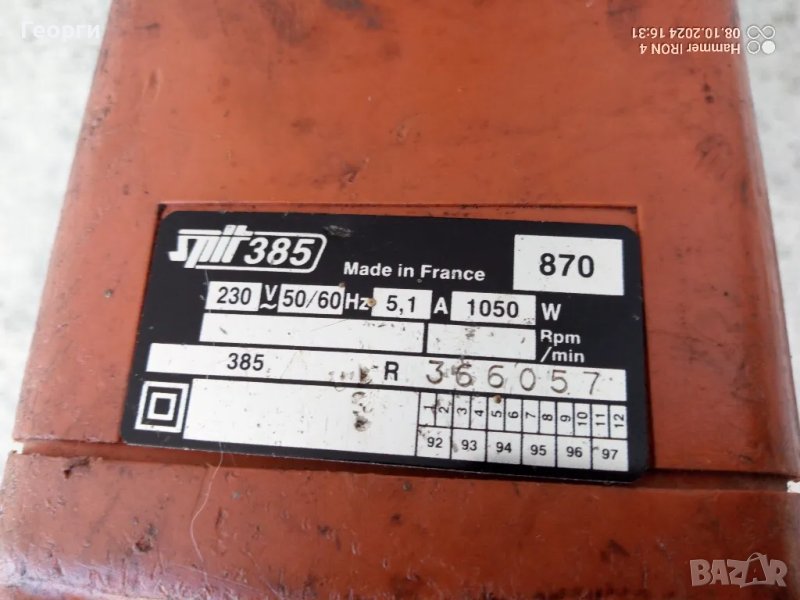 Георги
Hammer IRON 4
08.10.2024 16:31
spit 385
Made in France
870
230 V~ 50/60 Hz 5,1 A 1050 W
Rpm /min
385 R 366057
1 2 3 4 5 6 7 8 9 10 11 12
92 93 94 95 96 97
BAZAR